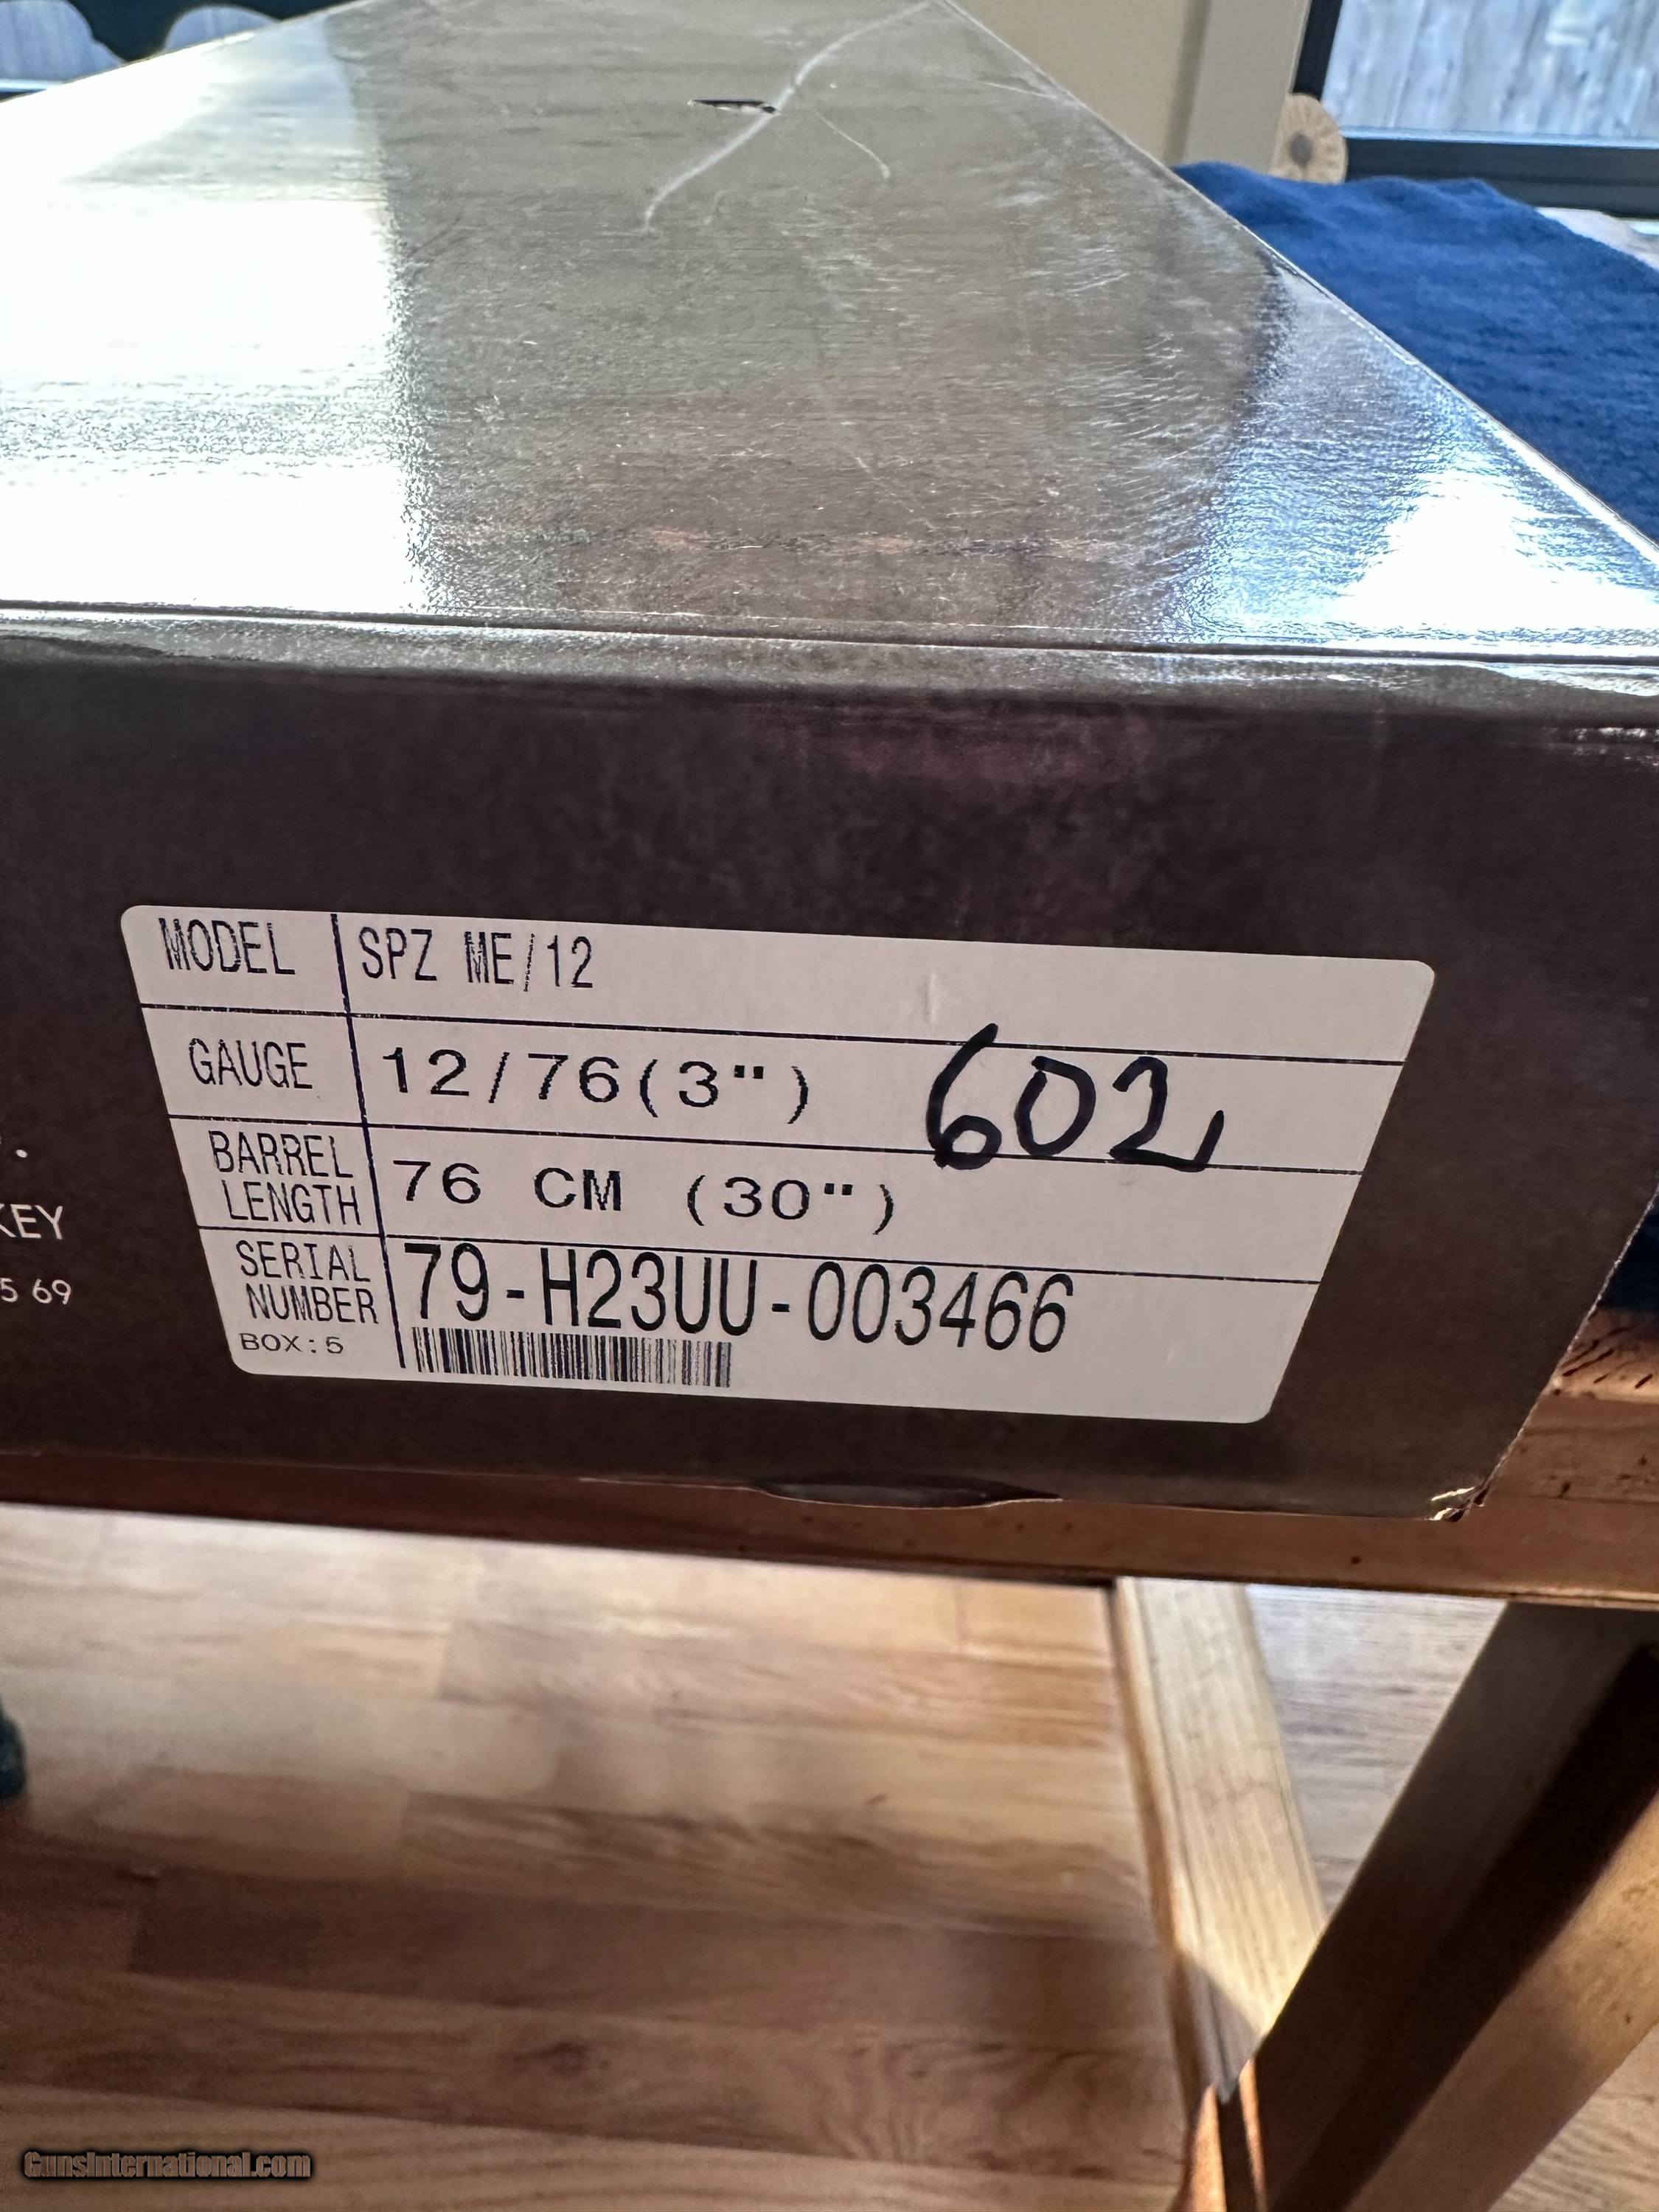 MODEL SPZ ME/12
GAUGE 12/76(3")
602
BARREL LENGTH 76 CM (30")
SERIAL NUMBER 79-H23UU-003466
BOX:5
KEY
5 69
GunsInternational.com